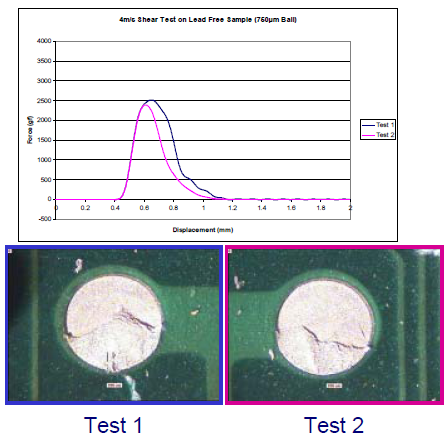 4m/s Shear Test on Lead Free Sample (750µm Ball)
4000
3500
3000
2500
2000
1500
1000
500
0
-500
Force (gf)
0 0.2 0.4 0.6 0.8 1 1.2 1.4 1.6 1.8 2
Displacement (mm)
Test 1
Test 2
Test 1 Test 2